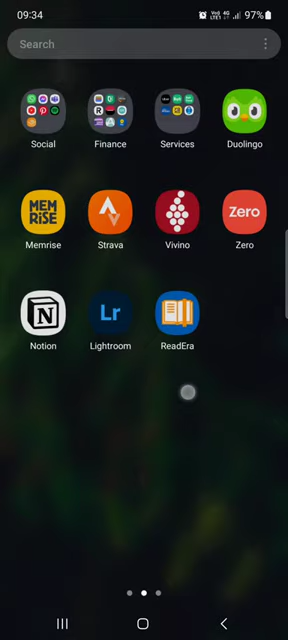 09:34
97%
Search
Social
Finance
Services
Duolingo
MEM
RiSE
Zero
Memrise
Strava
Vivino
Zero
N
Lr
Notion
Lightroom
ReadEra